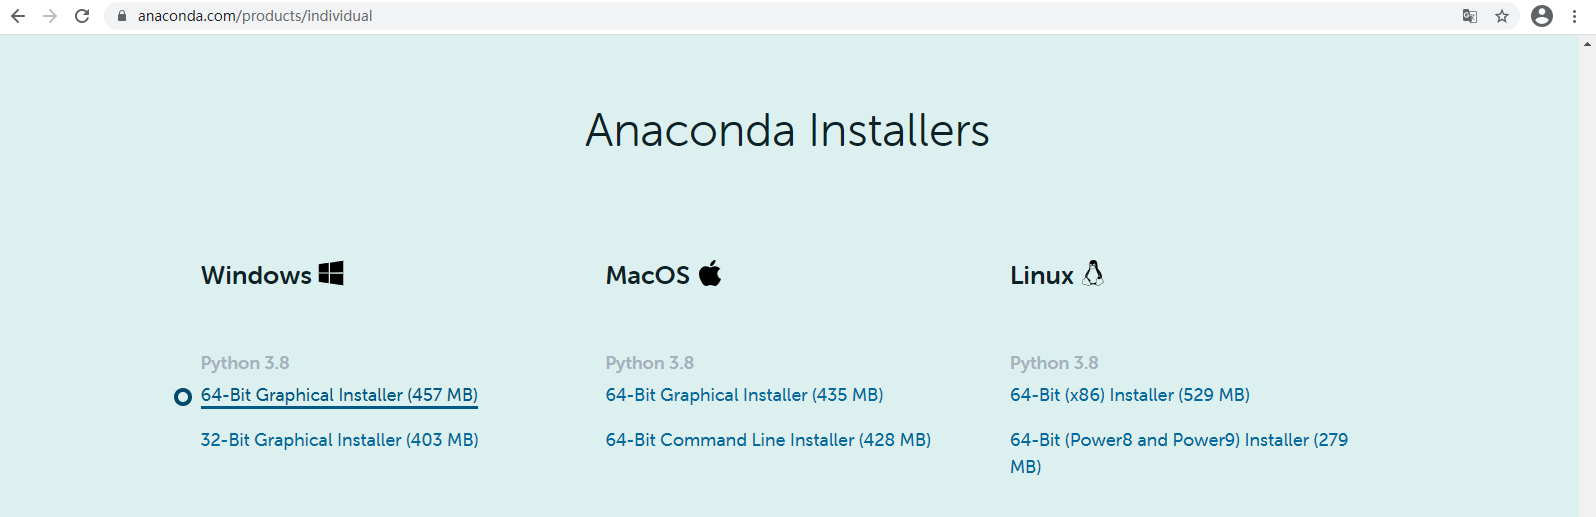 anaconda.com/products/individual
Anaconda Installers
Windows
MacOS
Linux
Python 3.8
64-Bit Graphical Installer (457 MB)
32-Bit Graphical Installer (403 MB)
Python 3.8
64-Bit Graphical Installer (435 MB)
64-Bit Command Line Installer (428 MB)
Python 3.8
64-Bit (x86) Installer (529 MB)
64-Bit (Power8 and Power9) Installer (279
MB)